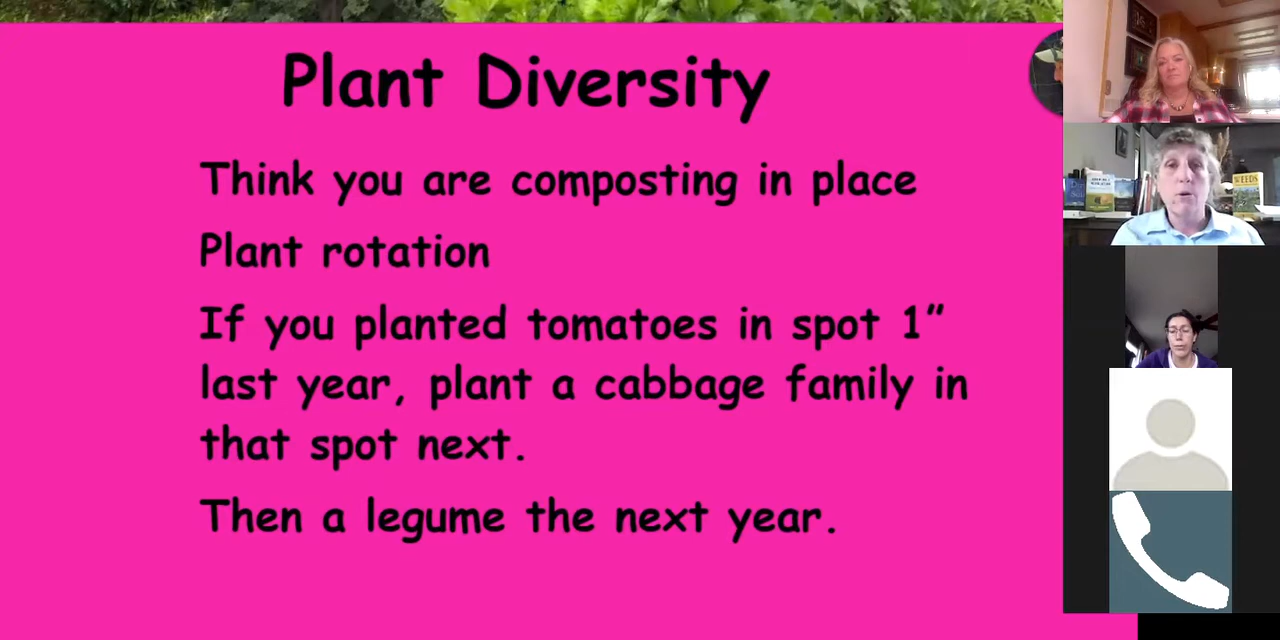 Plant Diversity
Think you are composting in place
Plant rotation
If you planted tomatoes in spot 1”
last year, plant a cabbage family in
that spot next.
Then a legume the next year.
WEEDS